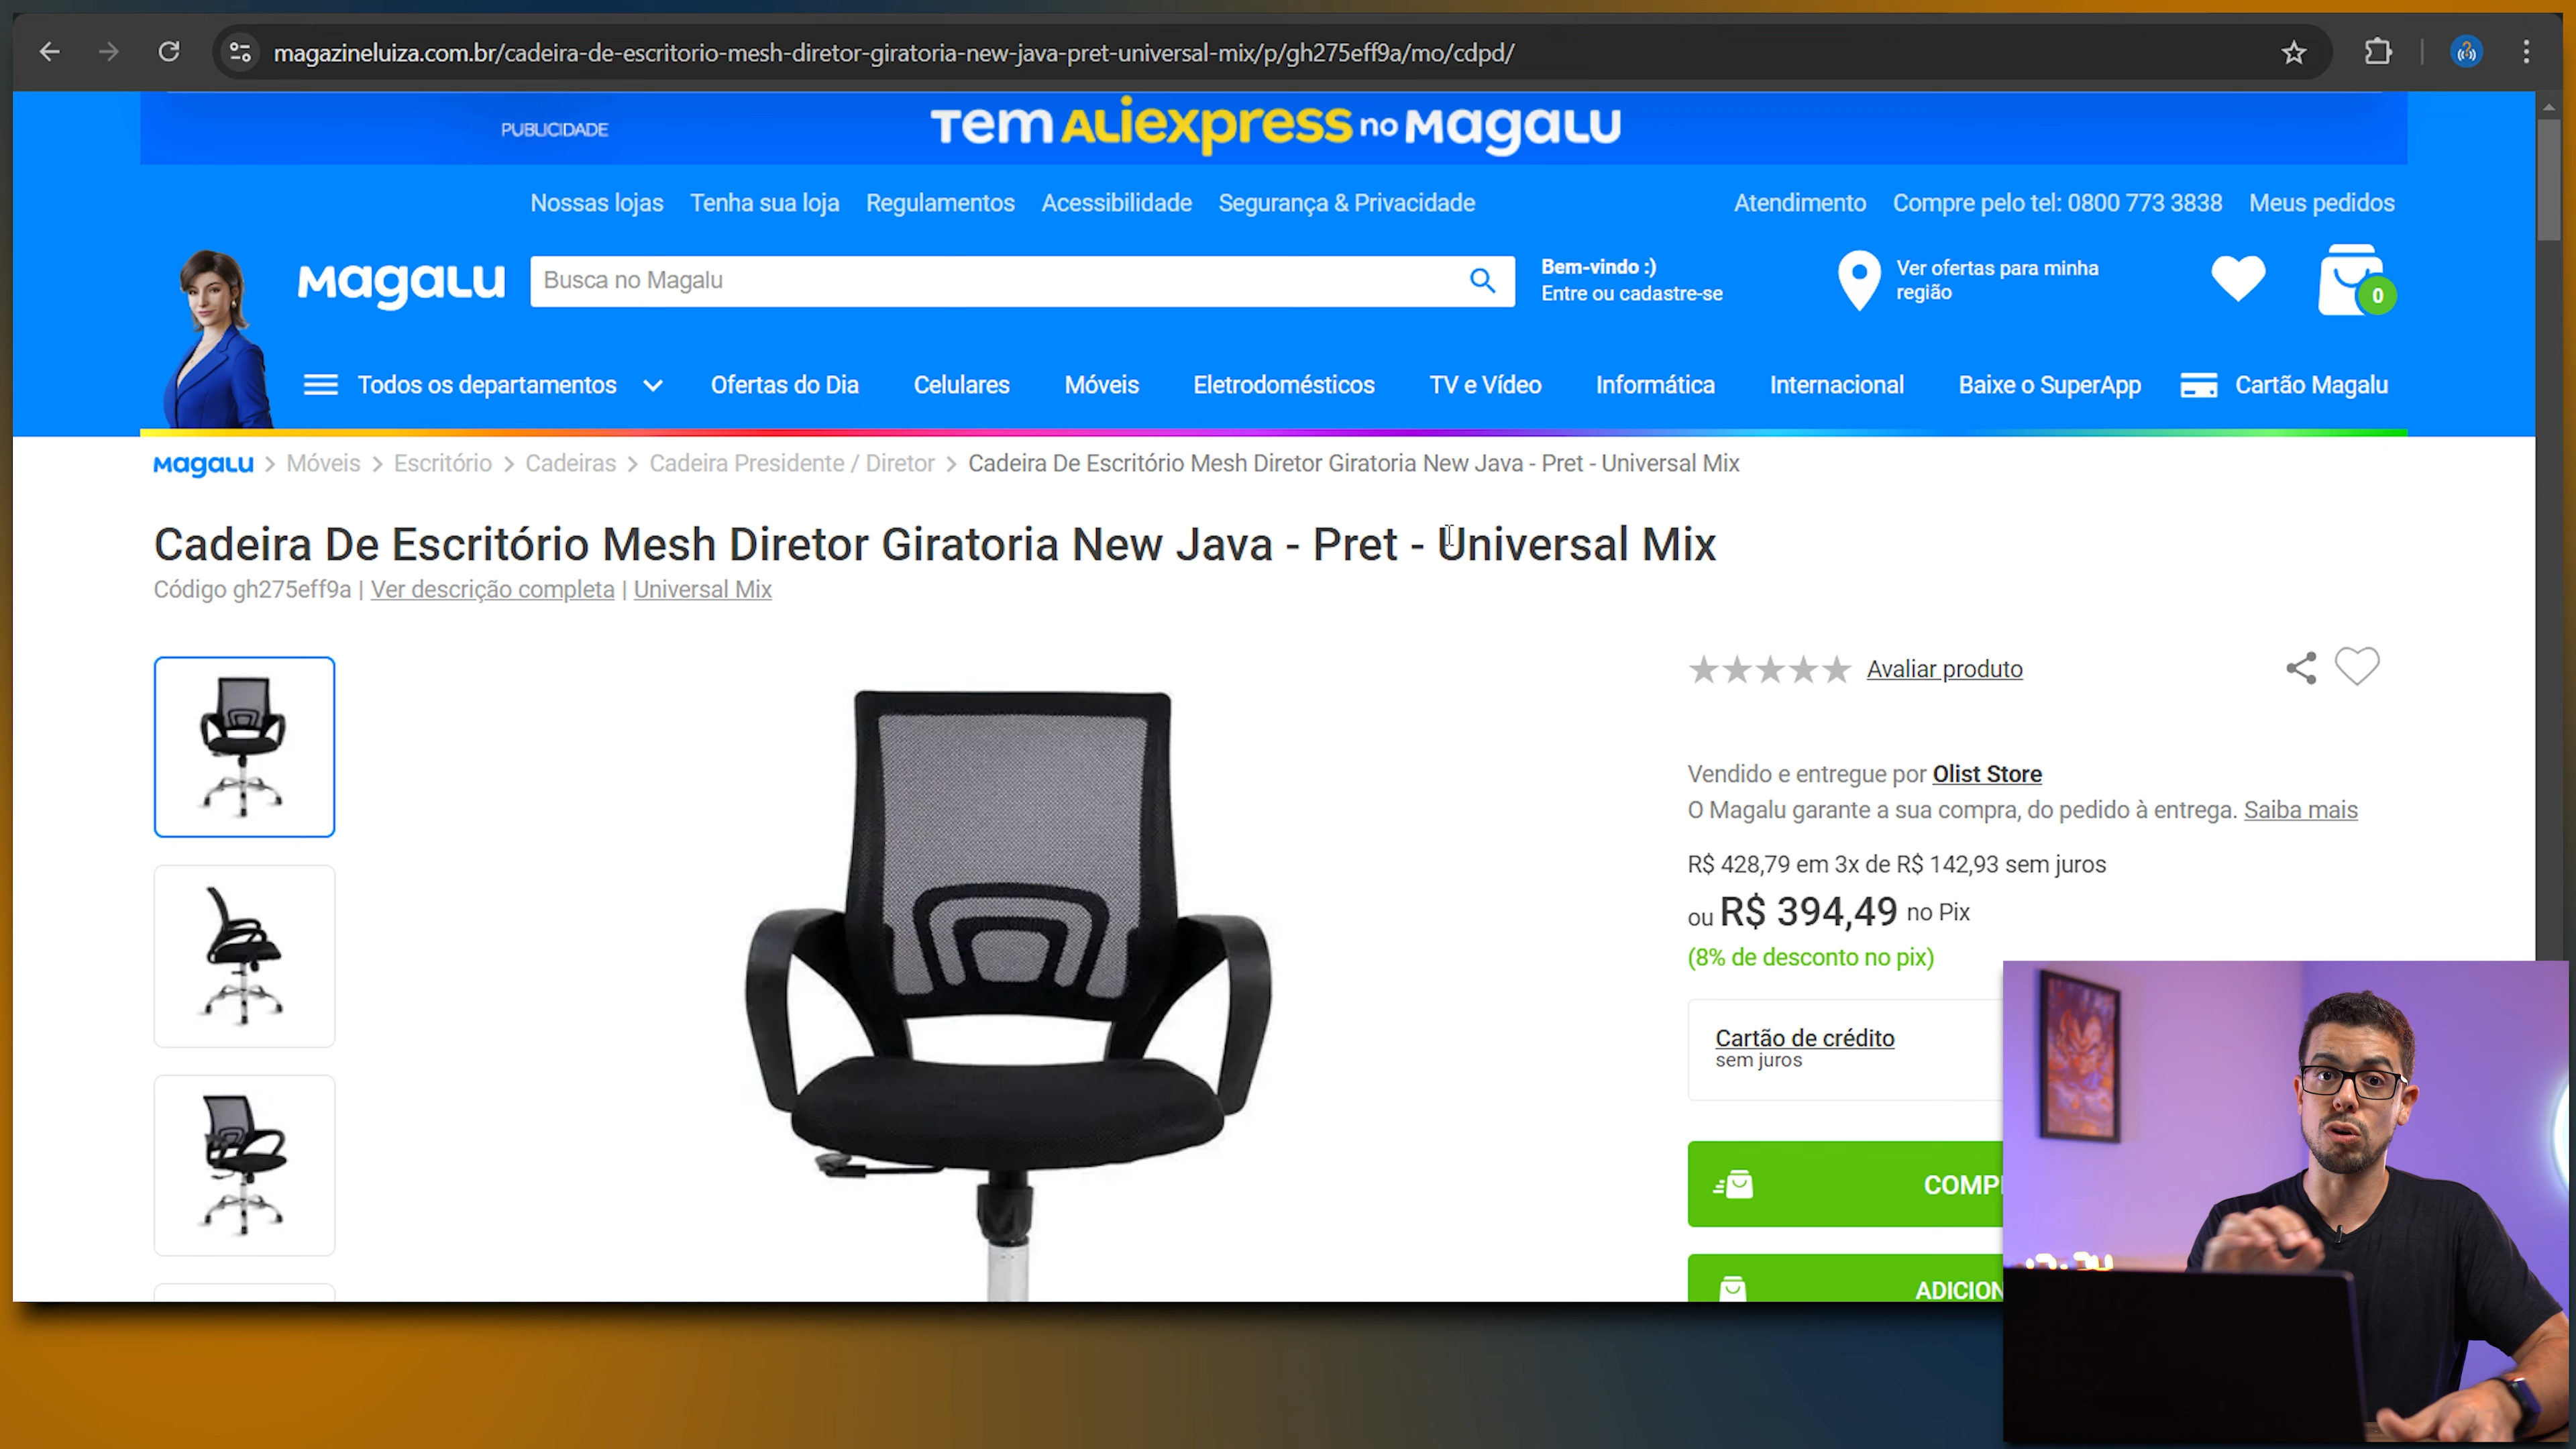 magazineluiza.com.br/cadeira-de-escritorio-mesh-diretor-giratoria-new-java-pret-universal-mix/p/gh275eff9a/mo/cdpd/
PUBLICIDADE
Tem ALiexpress no MagaLu
Nossas lojas Tenha sua loja Regulamentos Acessibilidade Segurança & Privacidade Atendimento Compre pelo tel: 0800 773 3838 Meus pedidos
MagaLu
Busca no Magalu
Bem-vindo :)
Entre ou cadastre-se
Ver ofertas para minha
região
0
Todos os departamentos Ofertas do Dia Celulares Móveis Eletrodomésticos TV e Vídeo Informática Internacional Baixe o SuperApp Cartão Magalu
MagaLu > Móveis > Escritório > Cadeiras > Cadeira Presidente / Diretor > Cadeira De Escritório Mesh Diretor Giratoria New Java - Pret - Universal Mix
Cadeira De Escritório Mesh Diretor Giratoria New Java - Pret - Universal Mix
Código gh275eff9a | Ver descrição completa | Universal Mix
Avaliar produto
Vendido e entregue por Olist Store
O Magalu garante a sua compra, do pedido à entrega. Saiba mais
R$ 428,79 em 3x de R$ 142,93 sem juros
ou R$ 394,49 no Pix
(8% de desconto no pix)
Cartão de crédito
sem juros
COMP
ADICION